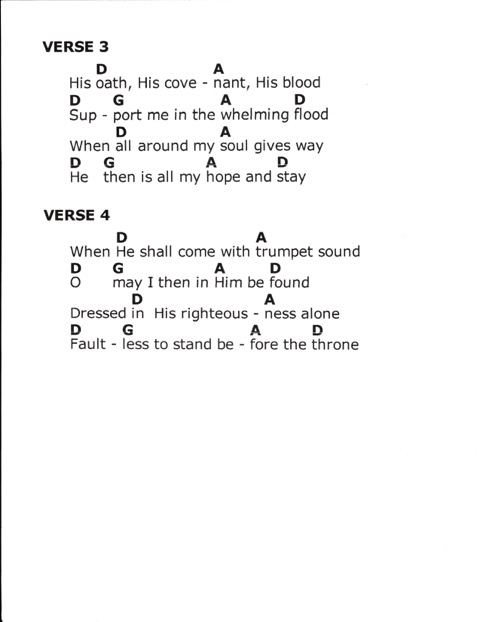 VERSE 3
D A
His oath, His cove - nant, His blood
D G A D
Sup - port me in the whelming flood
D A
When all around my soul gives way
D G A D
He then is all my hope and stay
VERSE 4
D A
When He shall come with trumpet sound
D G A D
O may I then in Him be found
D A
Dressed in His righteous - ness alone
D G A D
Fault - less to stand be - fore the throne